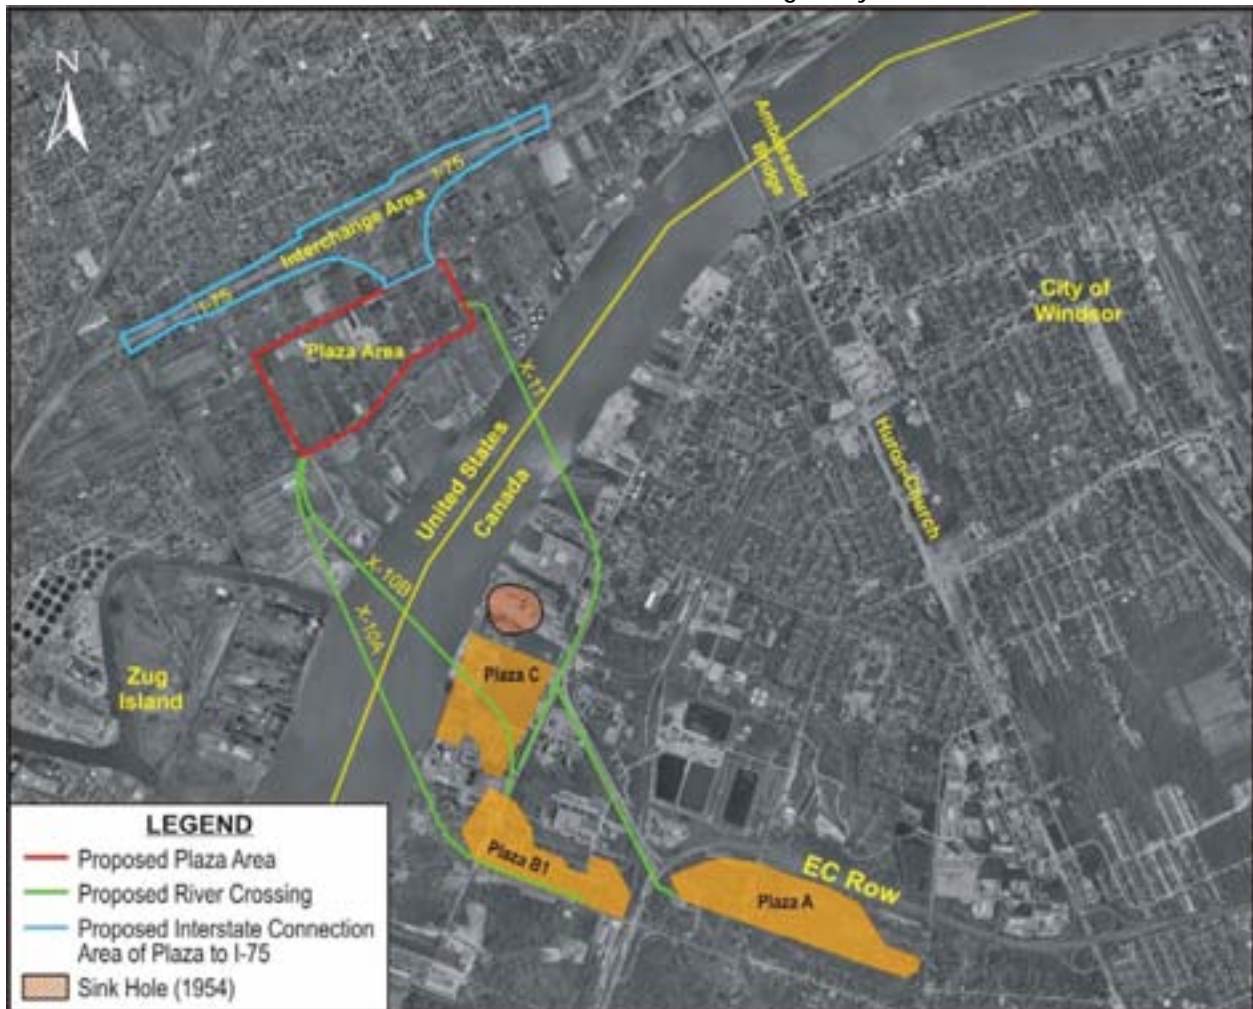 N
Ambassador
Bridge
I-75
Interchange Area
I-75
City of
Windsor
Plaza Area
X-11
Huron-Church
United States
Canada
X-10B
X-10A
Zug
Island
Plaza C
Plaza B1
EC Row
Plaza A
LEGEND
Proposed Plaza Area
Proposed River Crossing
Proposed Interstate Connection
Area of Plaza to I-75
Sink Hole (1954)